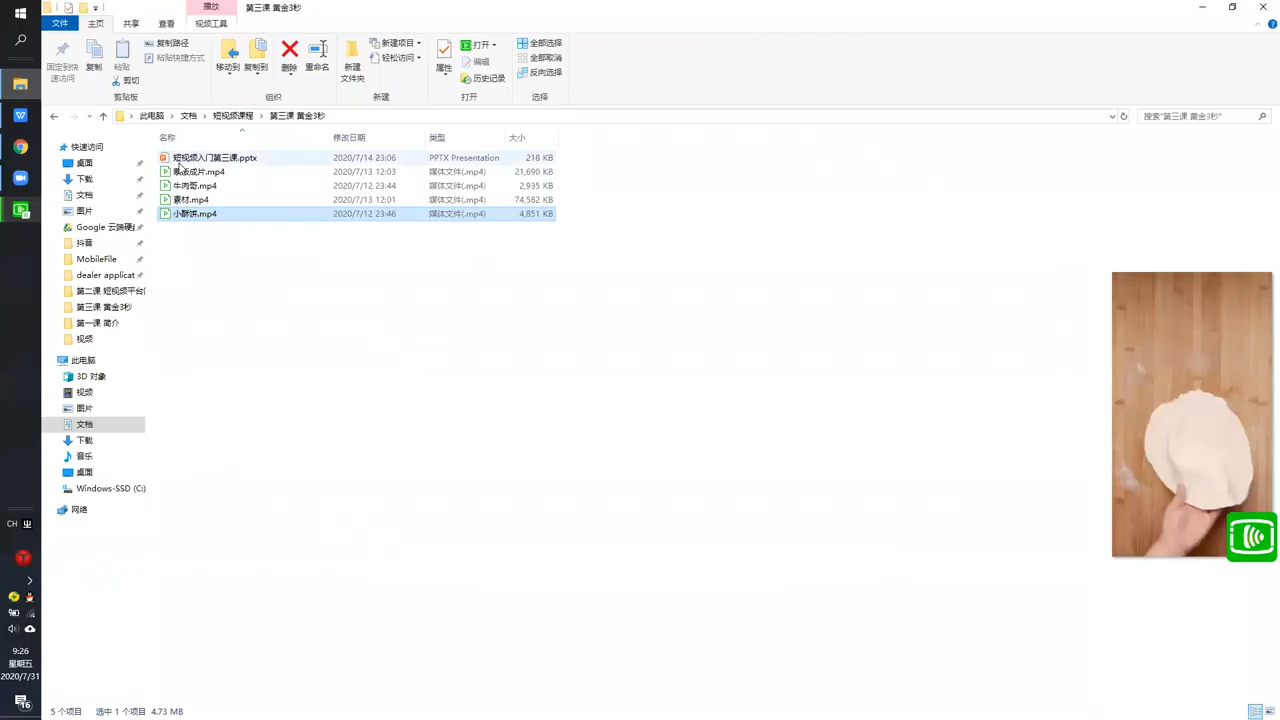 播放
第三课 黄金3秒
文件
主页
共享
查看
视频工具
固定到快速访问
复制
粘贴
复制路径
粘贴快捷方式
剪切
移动到
复制到
删除
重命名
新建
文件夹
新建项目
轻松访问
属性
打开
编辑
历史记录
全部选择
全部取消
反向选择
剪贴板
组织
新建
打开
选择
此电脑
文档
短视频课程
第三课 黄金3秒
搜索"第三课 黄金3秒"
名称
修改日期
类型
大小
短视频入门第三课.pptx 2020/7/14 23:06 PPTX Presentation 218 KB
成片.mp4 2020/7/13 12:03 媒体文件(.mp4) 21,690 KB
牛肉哥.mp4 2020/7/12 23:44 媒体文件(.mp4) 2,935 KB
素材.mp4 2020/7/13 12:01 媒体文件(.mp4) 74,582 KB
小酥饼.mp4 2020/7/12 23:46 媒体文件(.mp4) 4,851 KB
快速访问
桌面
下载
文档
图片
Google 云端硬
抖音
MobileFile
dealer applicat
第二课 短视频平台
第三课 黄金3秒
第一课 简介
视频
此电脑
3D 对象
视频
图片
文档
下载
音乐
桌面
Windows-SSD (C:)
网络
CH
9:26
星期五
2020/7/31
16
5 个项目
选中 1 个项目 4.73 MB